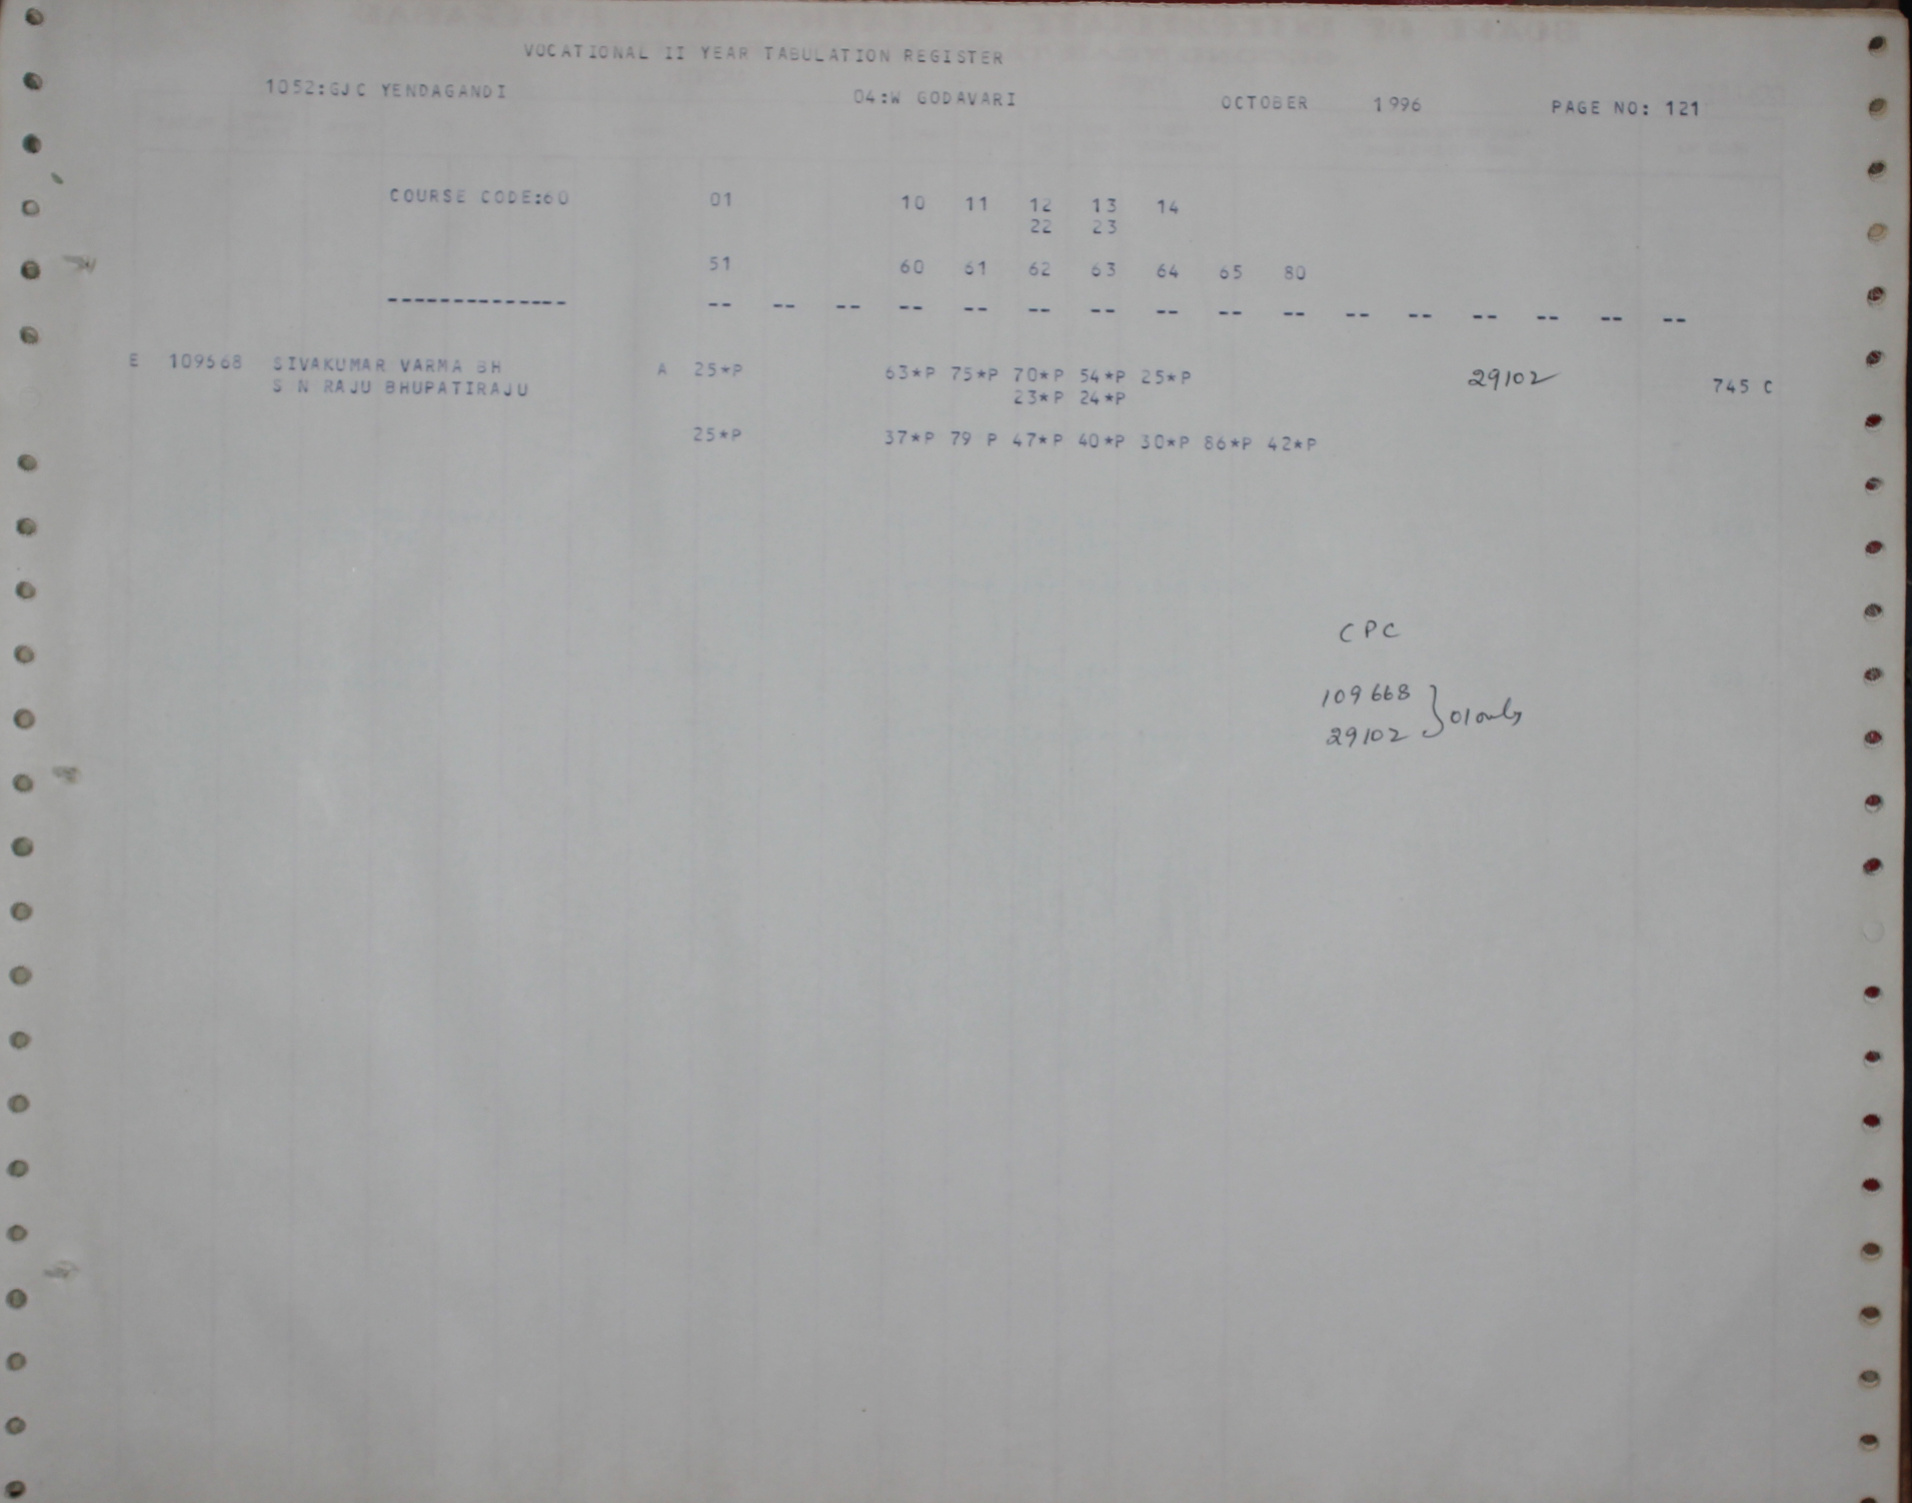 VOCATIONAL II YEAR TABULATION REGISTER
1052:GJC YENDAGANDI 04:W GODAVARI OCTOBER 1996 PAGE NO: 121
COURSE CODE:60 01 10 11 12 13 14
22 23
51 60 61 62 63 64 65 80
-------------- -- -- -- -- -- -- -- -- -- -- -- -- -- -- -- --
E 109668 SIVAKUMAR VARMA BH A 25*P 63*P 75*P 70*P 54*P 25*P 29102 745 C
S N RAJU BHUPATIRAJU 23*P 24*P
25*P 37*P 79 P 47*P 40*P 30*P 86*P 42*P
CPC
109668
29102 } 01 only